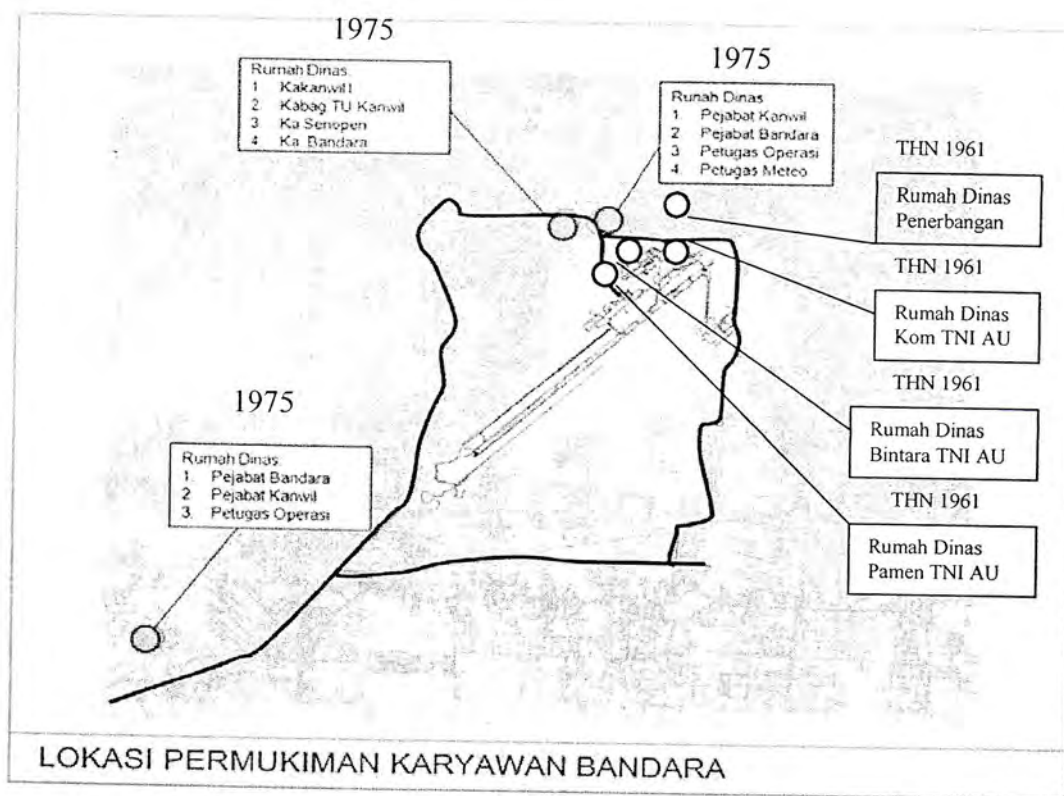 1975
Rumah Dinas:
1. Kakanwil I
2. Kabag TU Kanwil
3. Ka Senopen
4. Ka Bandara
1975
Rumah Dinas
1. Pejabat Kanwil
2. Pejabat Bandara
3. Petugas Operasi
4. Petugas Meteo
THN 1961
Rumah Dinas
Penerbangan
THN 1961
Rumah Dinas
Kom TNI AU
THN 1961
Rumah Dinas
Bintara TNI AU
THN 1961
Rumah Dinas
Pamen TNI AU
1975
Rumah Dinas:
1. Pejabat Bandara
2 Pejabat Kanwil
3. Petugas Operasi
LOKASI PERMUKIMAN KARYAWAN BANDARA